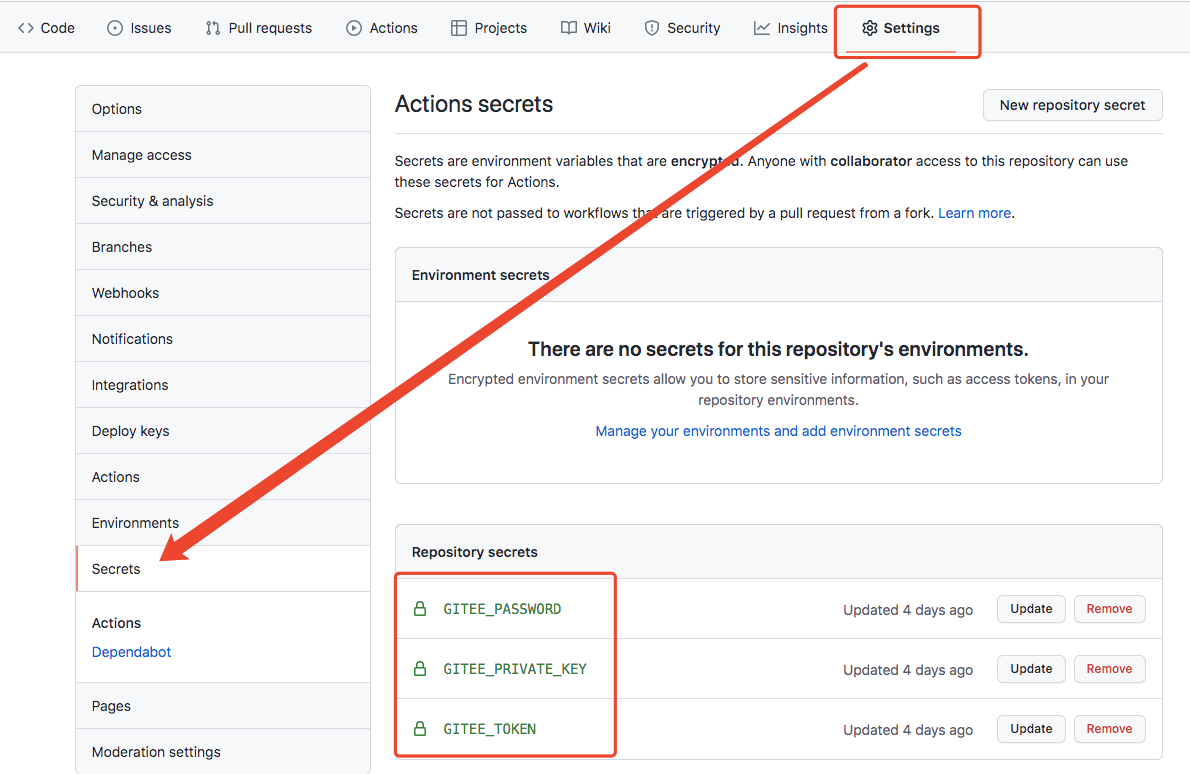 Code Issues Pull requests Actions Projects Wiki Security Insights Settings
Options
Manage access
Security & analysis
Branches
Webhooks
Notifications
Integrations
Deploy keys
Actions
Environments
Secrets
Actions
Dependabot
Pages
Moderation settings
Actions secrets
New repository secret
Secrets are environment variables that are encrypted. Anyone with collaborator access to this repository can use
these secrets for Actions.
Secrets are not passed to workflows that are triggered by a pull request from a fork. Learn more.
Environment secrets
There are no secrets for this repository's environments.
Encrypted environment secrets allow you to store sensitive information, such as access tokens, in your
repository environments.
Manage your environments and add environment secrets
Repository secrets
GITEE_PASSWORD Updated 4 days ago Update Remove
GITEE_PRIVATE_KEY Updated 4 days ago Update Remove
GITEE_TOKEN Updated 4 days ago Update Remove